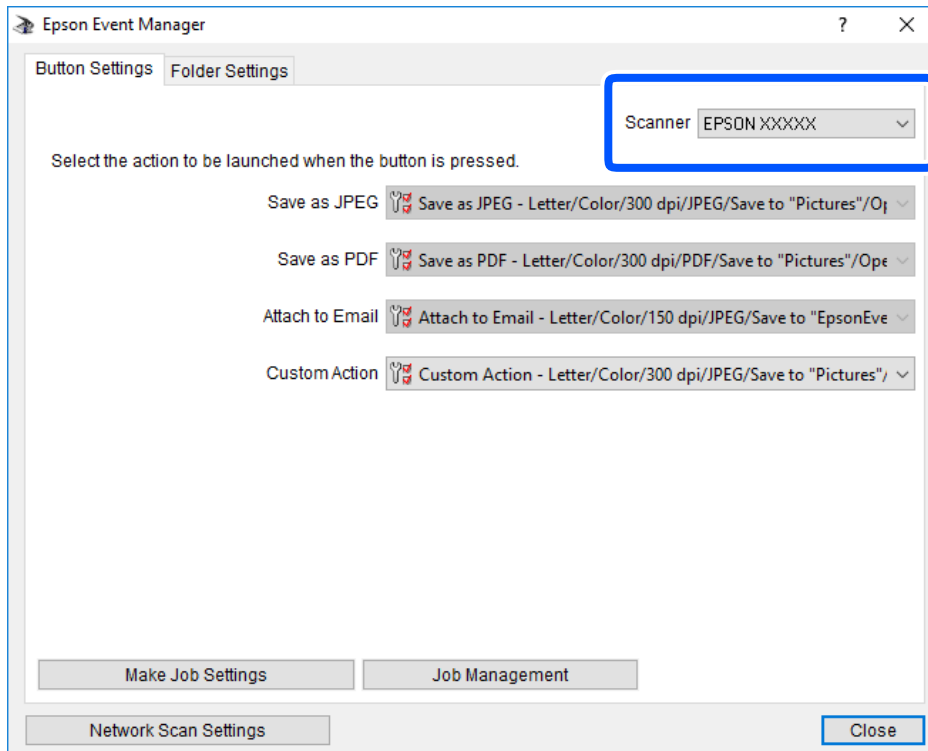 Epson Event Manager
Button Settings
Folder Settings
Scanner EPSON XXXXX
Select the action to be launched when the button is pressed.
Save as JPEG Save as JPEG - Letter/Color/300 dpi/JPEG/Save to "Pictures"/Op
Save as PDF Save as PDF - Letter/Color/300 dpi/PDF/Save to "Pictures"/Ope
Attach to Email Attach to Email - Letter/Color/150 dpi/JPEG/Save to "EpsonEve
Custom Action Custom Action - Letter/Color/300 dpi/JPEG/Save to "Pictures"/
Make Job Settings
Job Management
Network Scan Settings
Close